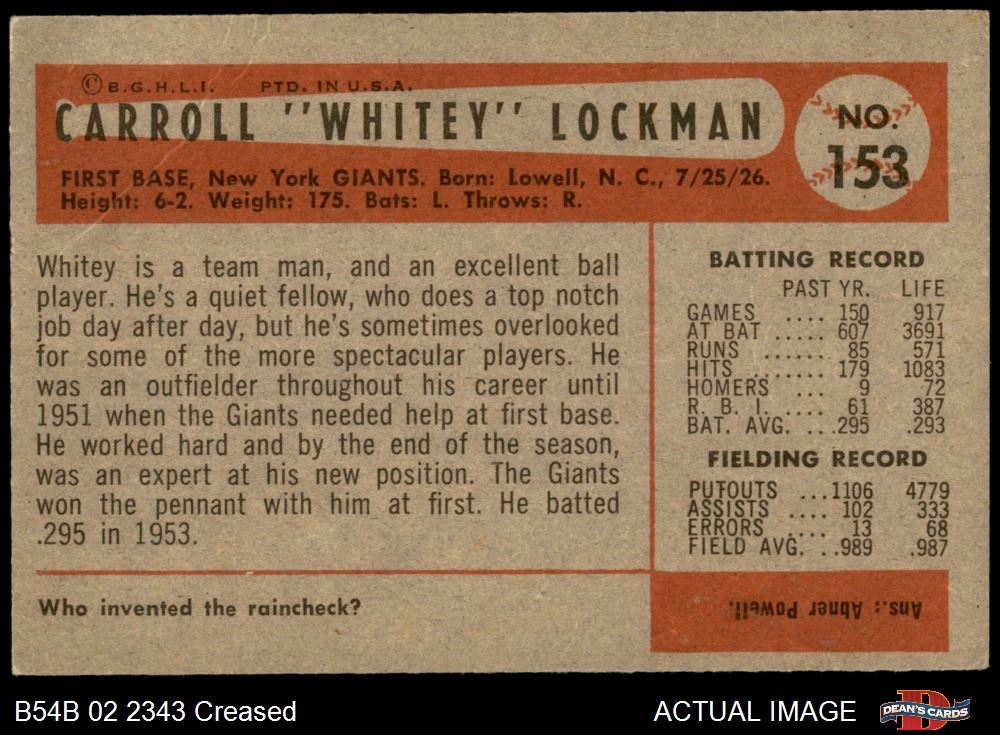 © B.G.H.L.I. PTD. IN U.S.A.
CARROLL "WHITEY" LOCKMAN
NO.
153
FIRST BASE, New York GIANTS. Born: Lowell, N. C., 7/25/26.
Height: 6-2. Weight: 175. Bats: L. Throws: R.
Whitey is a team man, and an excellent ball
player. He's a quiet fellow, who does a top notch
job day after day, but he's sometimes overlooked
for some of the more spectacular players. He
was an outfielder throughout his career until
1951 when the Giants needed help at first base.
He worked hard and by the end of the season,
was an expert at his new position. The Giants
won the pennant with him at first. He batted
.295 in 1953.
BATTING RECORD
PAST YR. LIFE
GAMES .... 150 917
AT BAT ..... 607 3691
RUNS ...... 85 571
HITS ....... 179 1083
HOMERS ... 9 72
R. B. I. .... 61 387
BAT. AVG. ...295 .293
FIELDING RECORD
PUTOUTS ...1106 4779
ASSISTS .... 102 333
ERRORS .... 13 68
FIELD AVG. ..989 .987
Who invented the raincheck?
Ans.: Abner Powell.
B54B 02 2343 Creased
ACTUAL IMAGE
DEAN'S CARDS